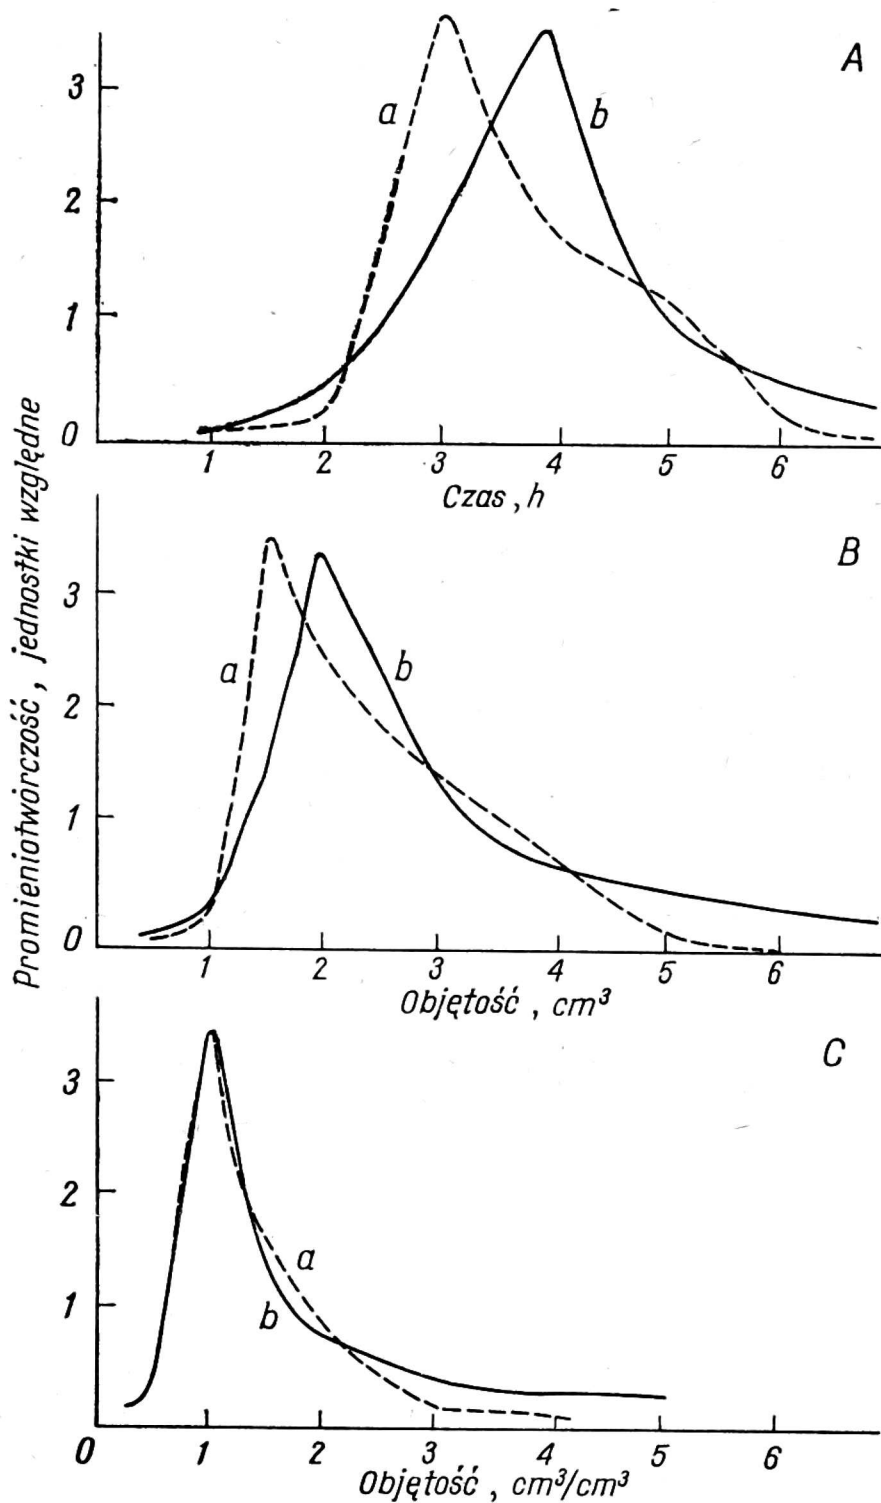 Promieniotwórczość, jednostki względne
A
3
2
1
0
a
b
1 2 3 4 5 6
Czas, h
B
3
2
1
0
a
b
1 2 3 4 5 6
Objętość, cm³
C
3
2
1
0
a
b
1 2 3 4 5 6
Objętość, cm³/cm³